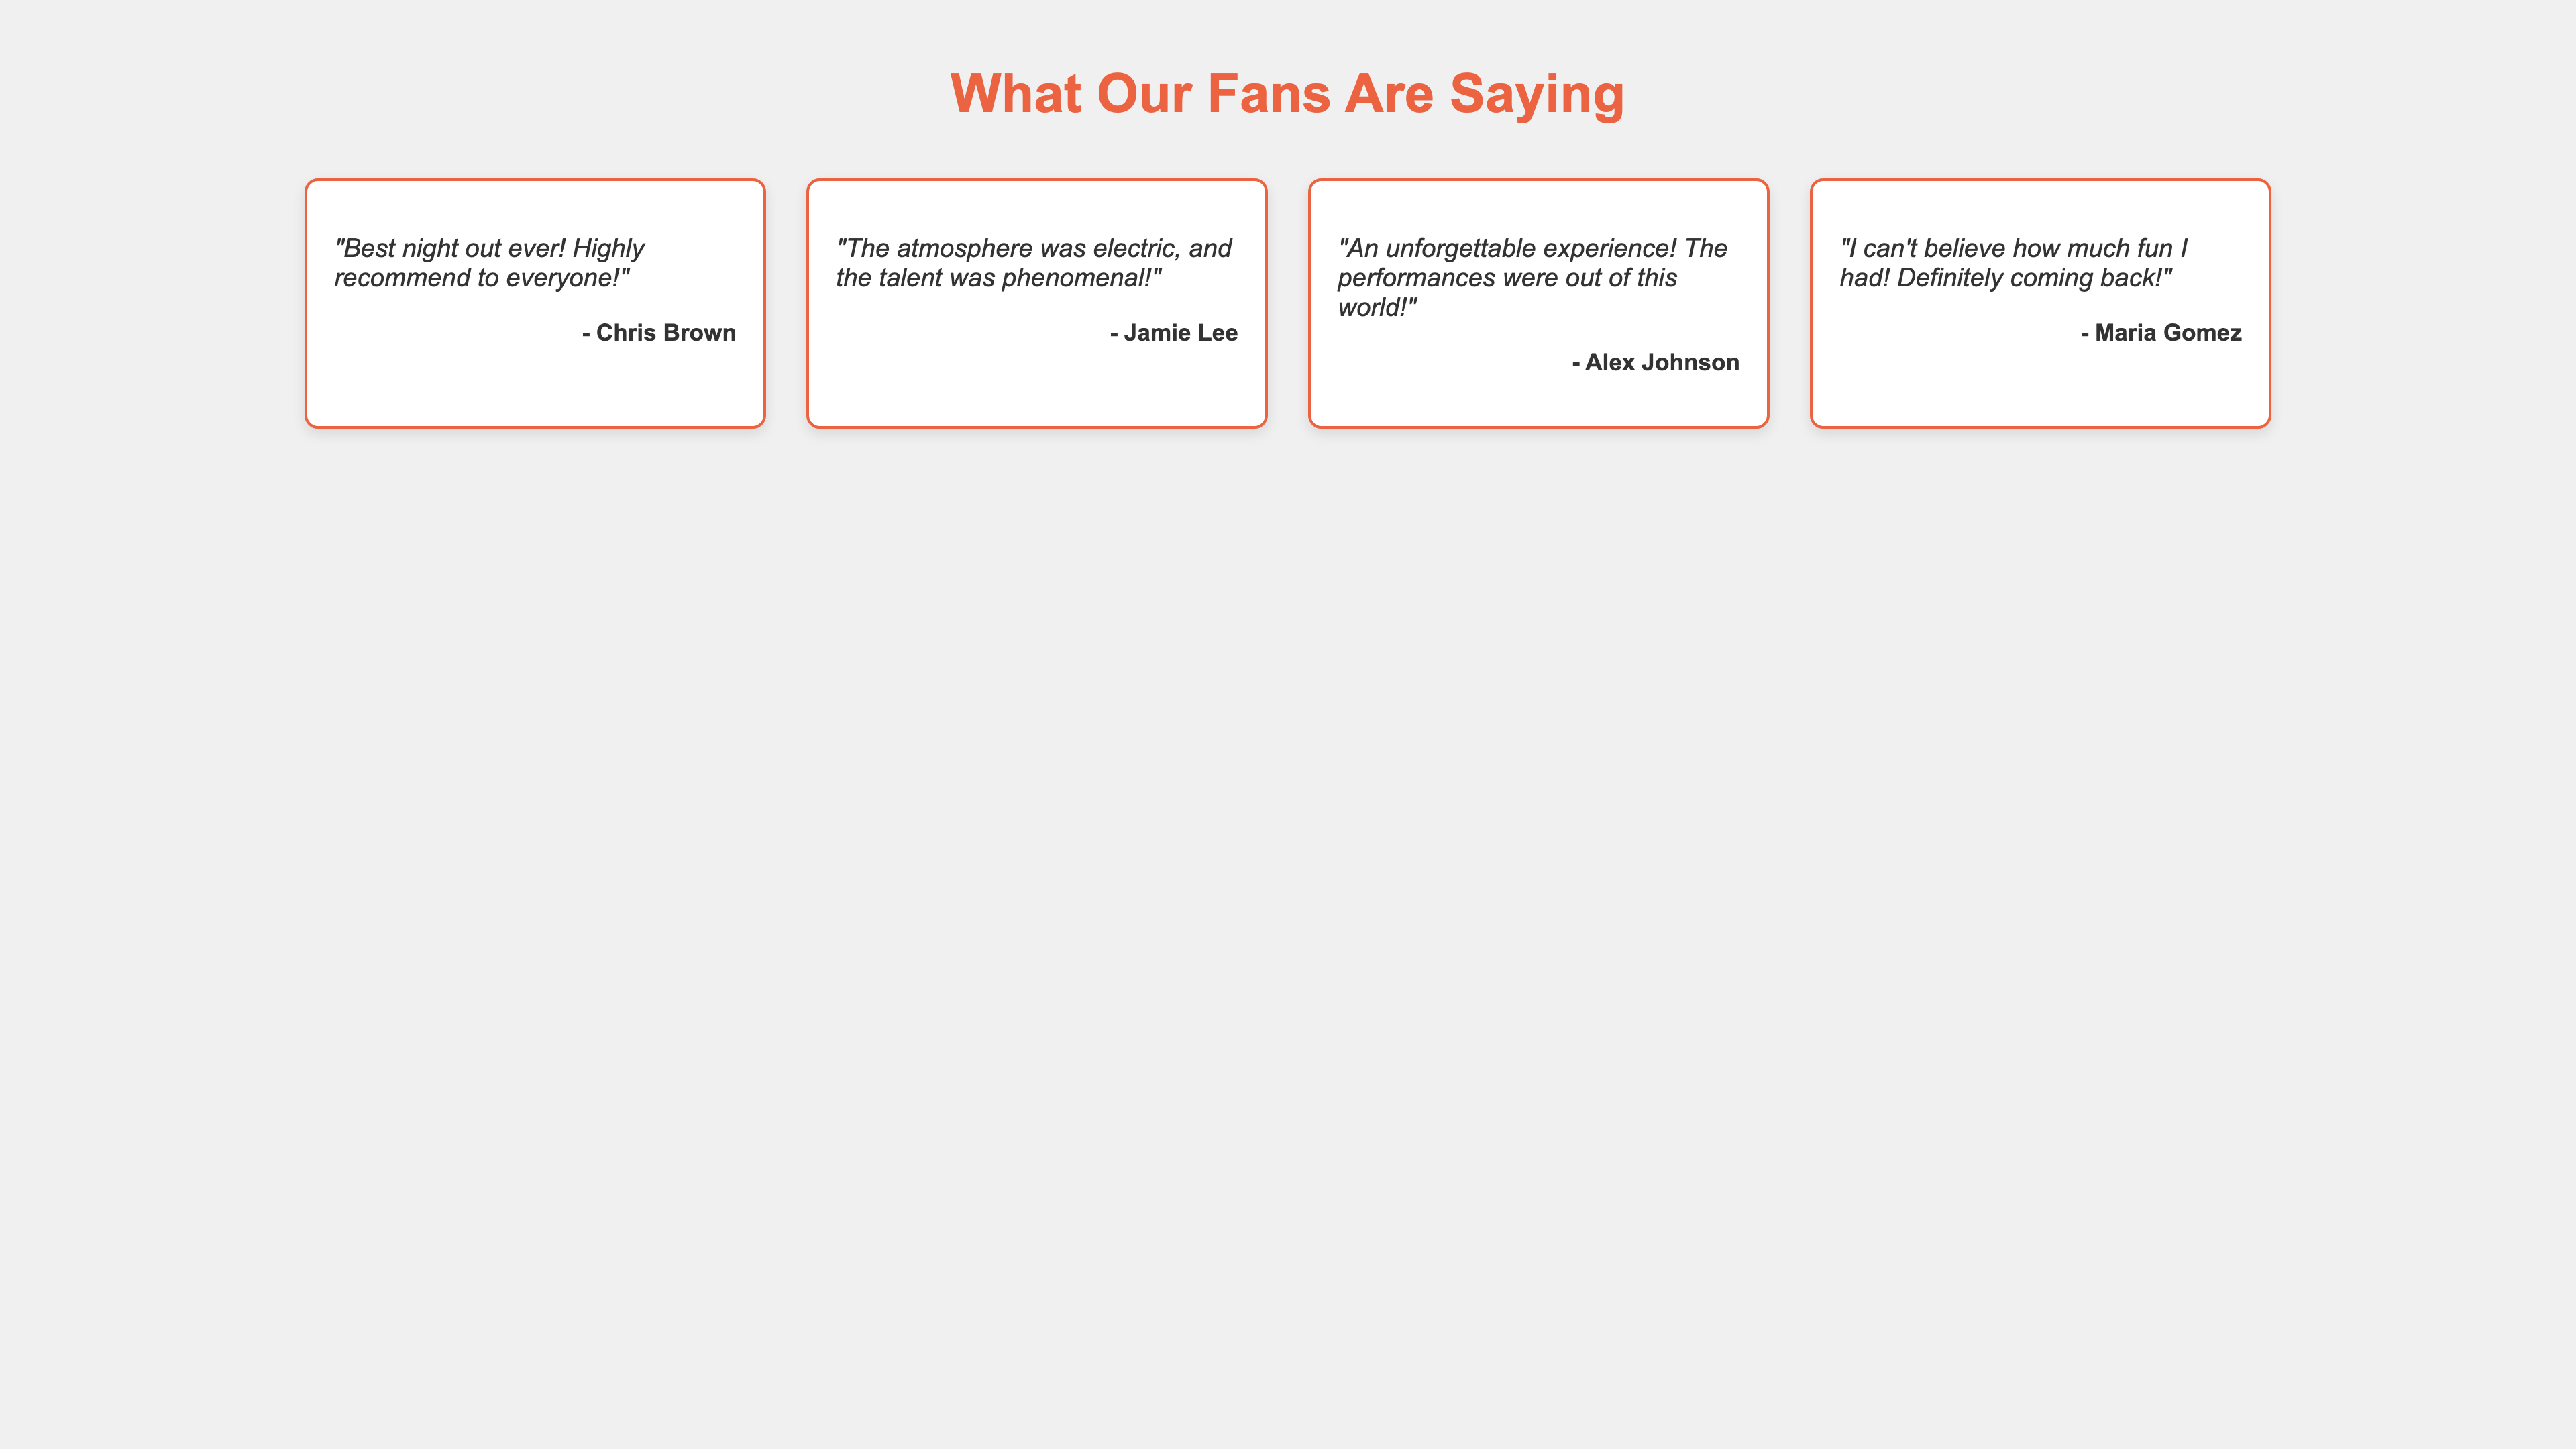 What Our Fans Are Saying
"Best night out ever! Highly
recommend to everyone!"
- Chris Brown
"The atmosphere was electric, and
the talent was phenomenal!"
- Jamie Lee
"An unforgettable experience! The
performances were out of this
world!"
- Alex Johnson
"I can't believe how much fun I
had! Definitely coming back!"
- Maria Gomez